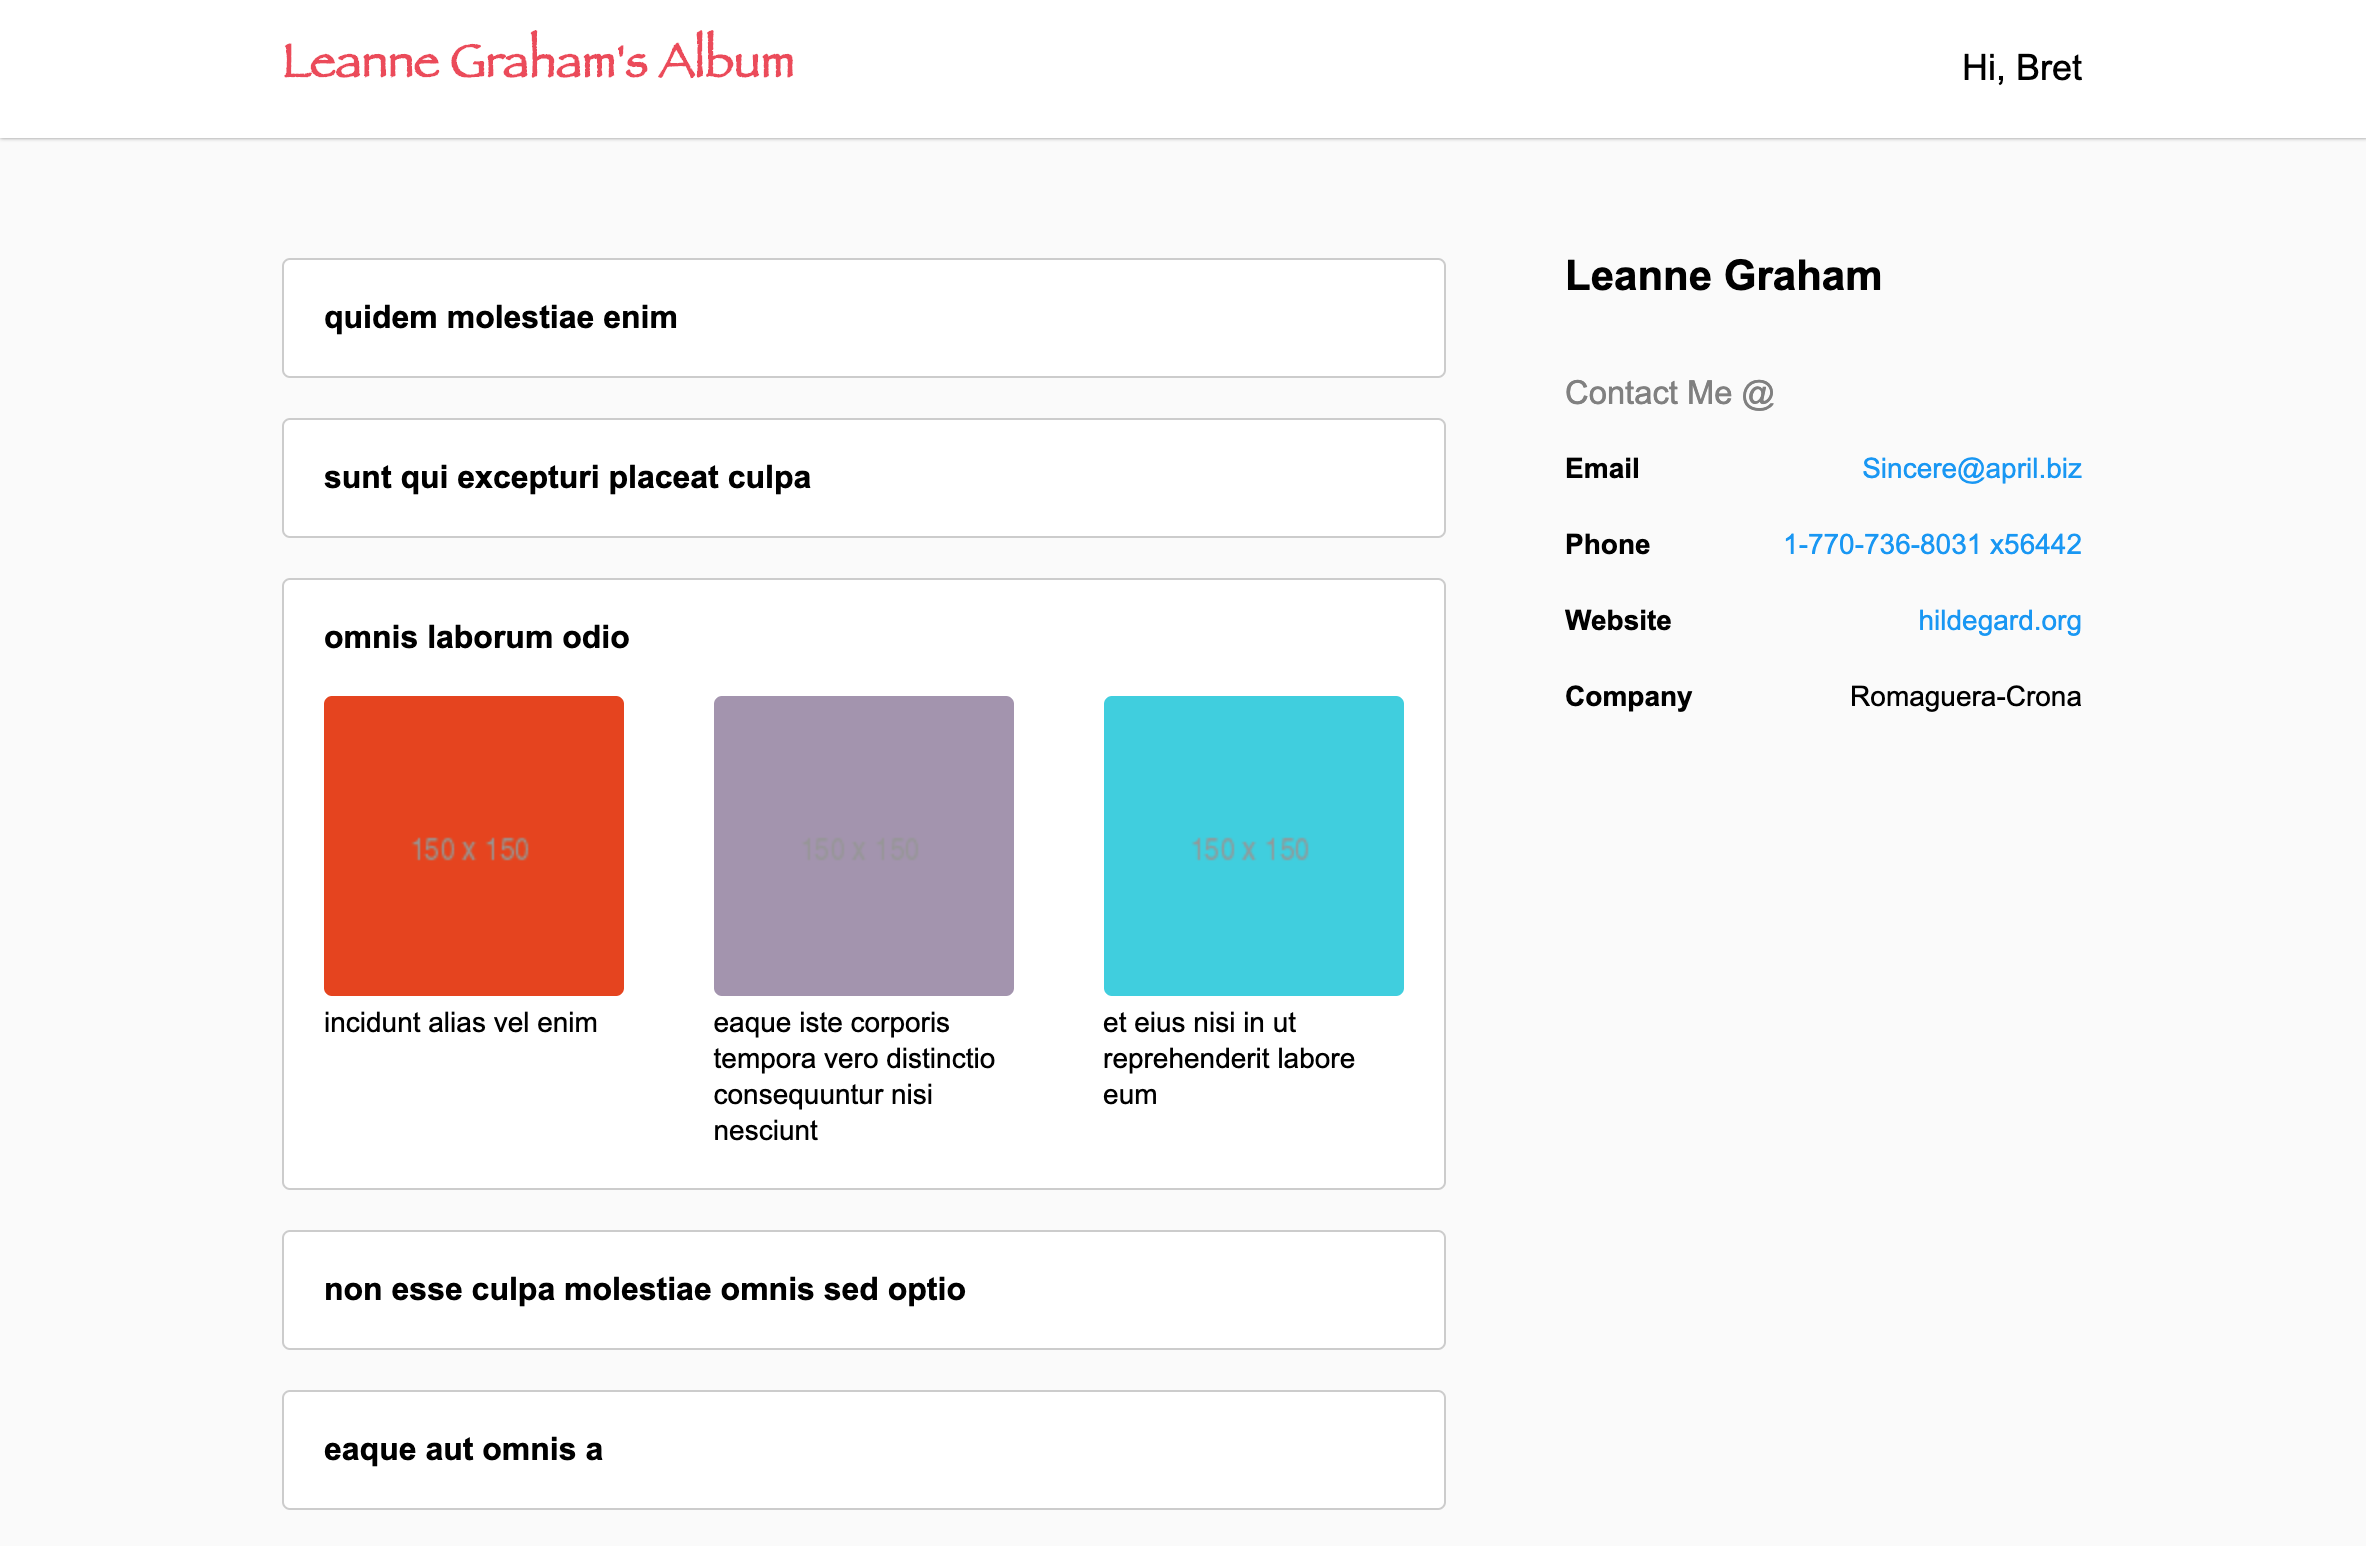 Leanne Graham's Album
Hi, Bret
quidem molestiae enim
sunt qui excepturi placeat culpa
omnis laborum odio
150 x 150
150 x 150
150 x 150
incidunt alias vel enim
eaque iste corporis
tempora vero distinctio
consequuntur nisi
nesciunt
et eius nisi in ut
reprehenderit labore
eum
non esse culpa molestiae omnis sed optio
eaque aut omnis a
Leanne Graham
Contact Me @
Email Sincere@april.biz
Phone 1-770-736-8031 x56442
Website hildegard.org
Company Romaguera-Crona